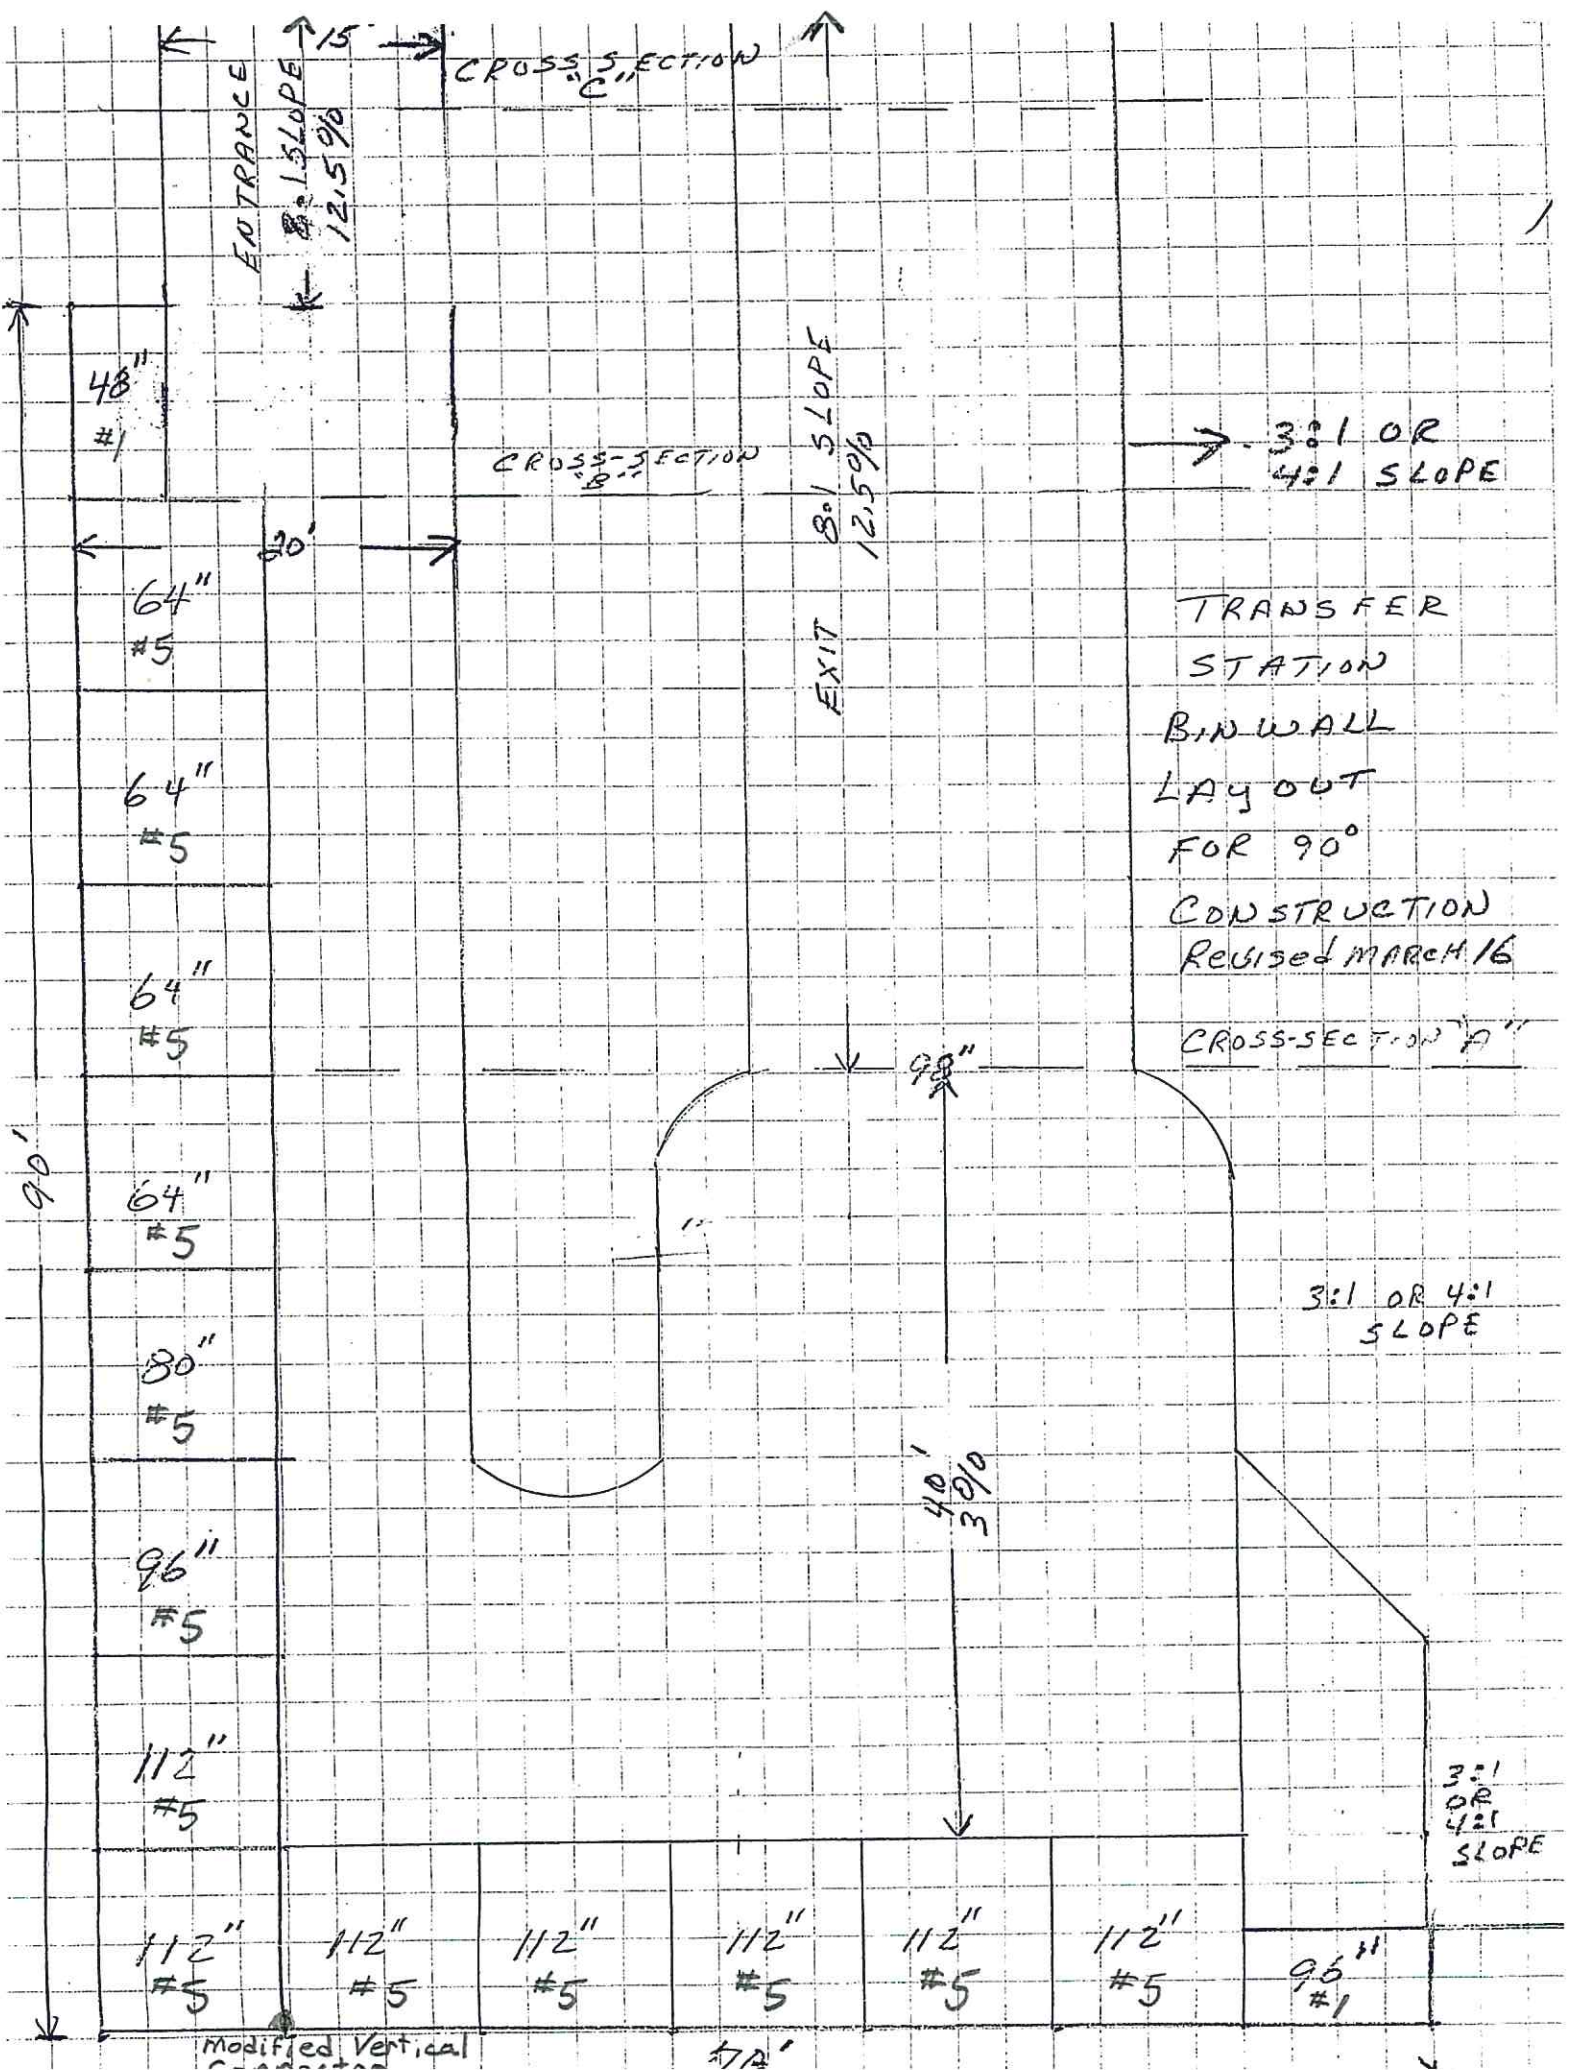 15'
CROSS SECTION
"C"
ENTRANCE
8:1 SLOPE
12.5%
48"
#1
CROSS-SECTION
"B"
8:1 SLOPE
12.5%
EXIT
3:1 OR
4:1 SLOPE
20'
64"
#5
TRANSFER
STATION
BIN WALL
LAYOUT
FOR 90°
CONSTRUCTION
Revised MARCH 16
64"
#5
64"
#5
CROSS-SECTION "A"
98"
90'
64"
#5
1"
3:1 OR 4:1
SLOPE
80"
#5
40'
3%
96"
#5
112"
#5
3:1
OR
4:1
SLOPE
112"
#5
112"
#5
112"
#5
112"
#5
112"
#5
112"
#5
96"
#1
Modified Vertical